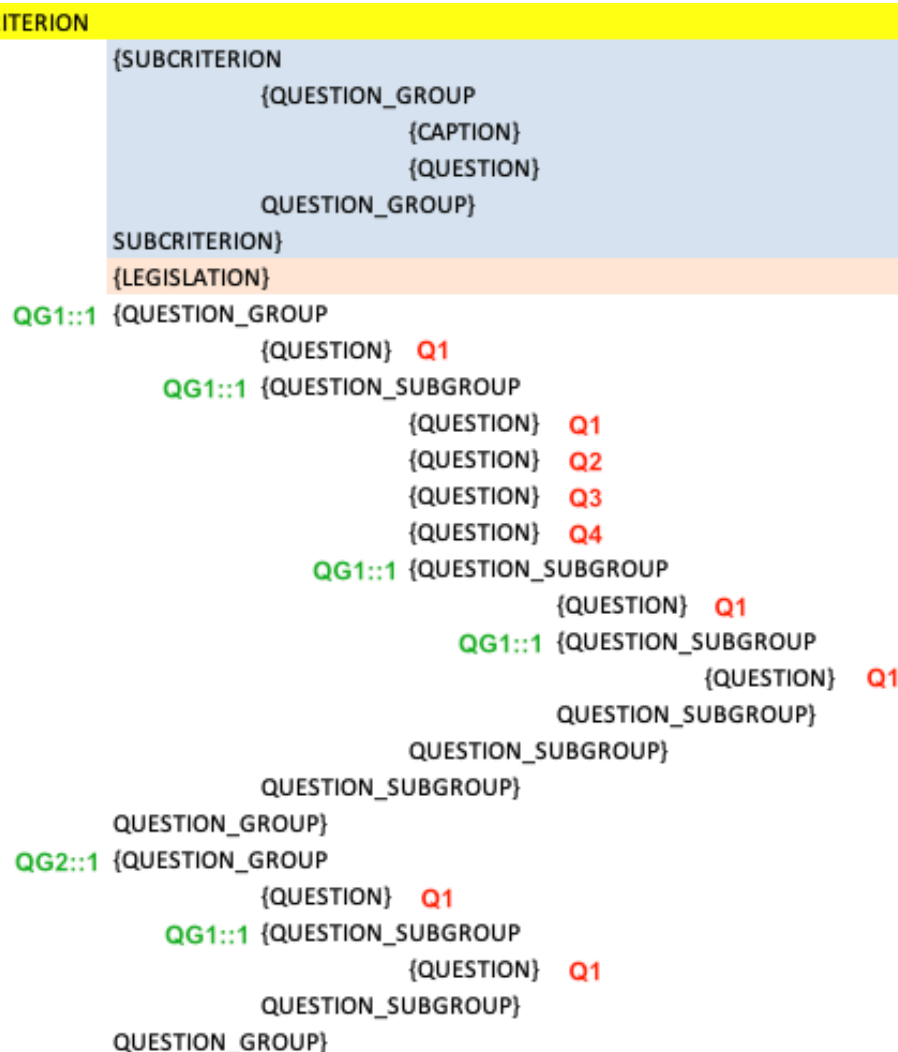 ITERION
{SUBCRITERION
{QUESTION_GROUP
{CAPTION}
{QUESTION}
QUESTION_GROUP}
SUBCRITERION}
{LEGISLATION}
QG1::1 {QUESTION_GROUP
{QUESTION} Q1
QG1::1 {QUESTION_SUBGROUP
{QUESTION} Q1
{QUESTION} Q2
{QUESTION} Q3
{QUESTION} Q4
QG1::1 {QUESTION_SUBGROUP
{QUESTION} Q1
QG1::1 {QUESTION_SUBGROUP
{QUESTION} Q1
QUESTION_SUBGROUP}
QUESTION_SUBGROUP}
QUESTION_SUBGROUP}
QUESTION_GROUP}
QG2::1 {QUESTION_GROUP
{QUESTION} Q1
QG1::1 {QUESTION_SUBGROUP
{QUESTION} Q1
QUESTION_SUBGROUP}
QUESTION_GROUP}